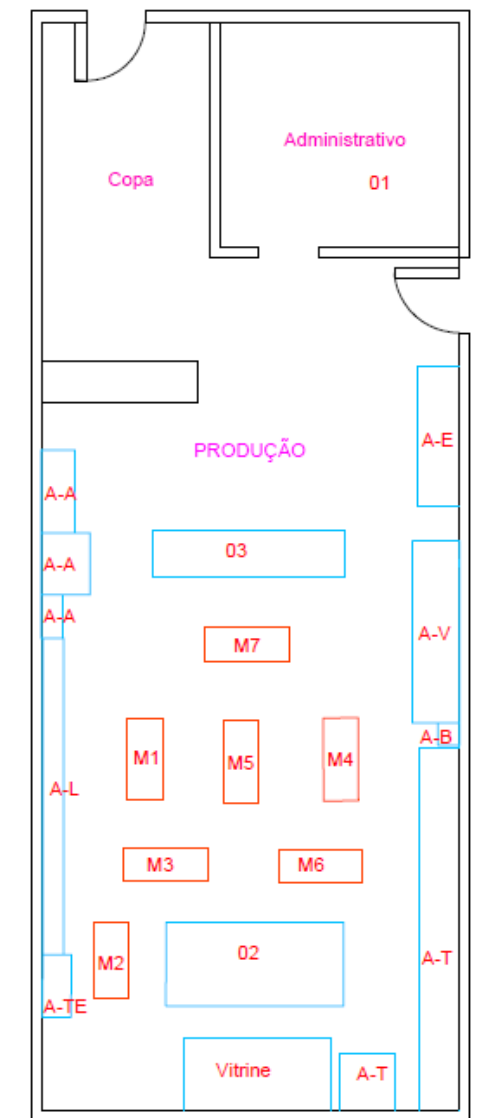 Administrativo
Copa
01
A-E
PRODUÇÃO
A-A
03
A-A
A-A
A-V
M7
A-B
M1
M5
M4
A-L
M3
M6
02
A-T
M2
A-TE
Vitrine
A-T